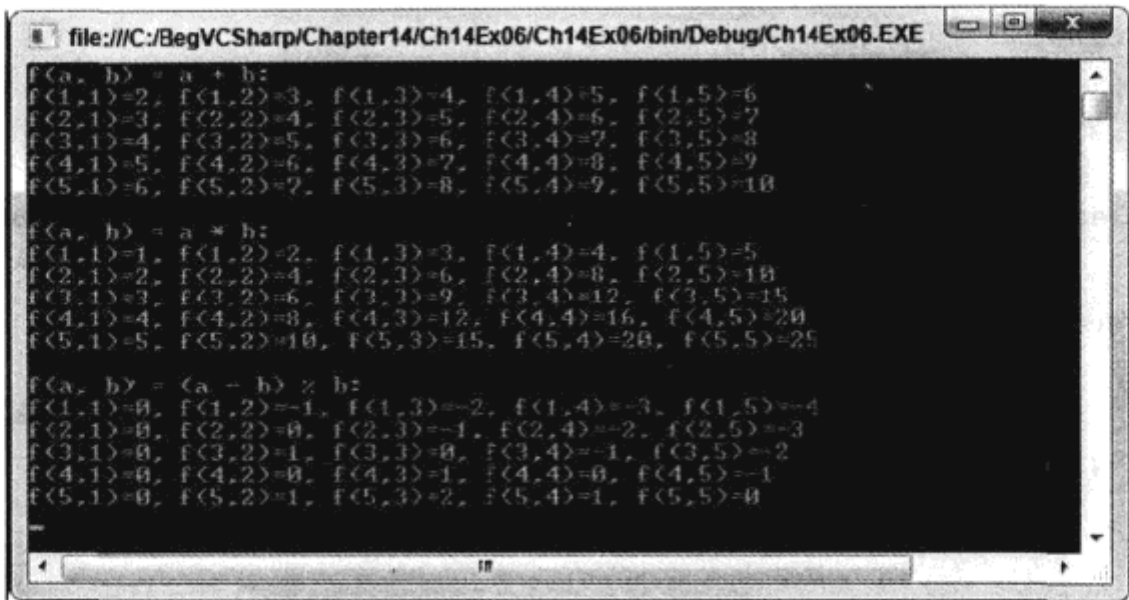 file:///C:/BegVCSharp/Chapter14/Ch14Ex06/Ch14Ex06/bin/Debug/Ch14Ex06.EXE
f(a, b) = a + b:
f(1,1)=2, f(1,2)=3, f(1,3)=4, f(1,4)=5, f(1,5)=6
f(2,1)=3, f(2,2)=4, f(2,3)=5, f(2,4)=6, f(2,5)=7
f(3,1)=4, f(3,2)=5, f(3,3)=6, f(3,4)=7, f(3,5)=8
f(4,1)=5, f(4,2)=6, f(4,3)=7, f(4,4)=8, f(4,5)=9
f(5,1)=6, f(5,2)=7, f(5,3)=8, f(5,4)=9, f(5,5)=10
f(a, b) = a * b:
f(1,1)=1, f(1,2)=2, f(1,3)=3, f(1,4)=4, f(1,5)=5
f(2,1)=2, f(2,2)=4, f(2,3)=6, f(2,4)=8, f(2,5)=10
f(3,1)=3, f(3,2)=6, f(3,3)=9, f(3,4)=12, f(3,5)=15
f(4,1)=4, f(4,2)=8, f(4,3)=12, f(4,4)=16, f(4,5)=20
f(5,1)=5, f(5,2)=10, f(5,3)=15, f(5,4)=20, f(5,5)=25
f(a, b) = (a - b) % b:
f(1,1)=0, f(1,2)=-1, f(1,3)=-2, f(1,4)=-3, f(1,5)=-4
f(2,1)=0, f(2,2)=0, f(2,3)=-1, f(2,4)=-2, f(2,5)=-3
f(3,1)=0, f(3,2)=1, f(3,3)=0, f(3,4)=-1, f(3,5)=-2
f(4,1)=0, f(4,2)=0, f(4,3)=1, f(4,4)=0, f(4,5)=-1
f(5,1)=0, f(5,2)=1, f(5,3)=2, f(5,4)=1, f(5,5)=0